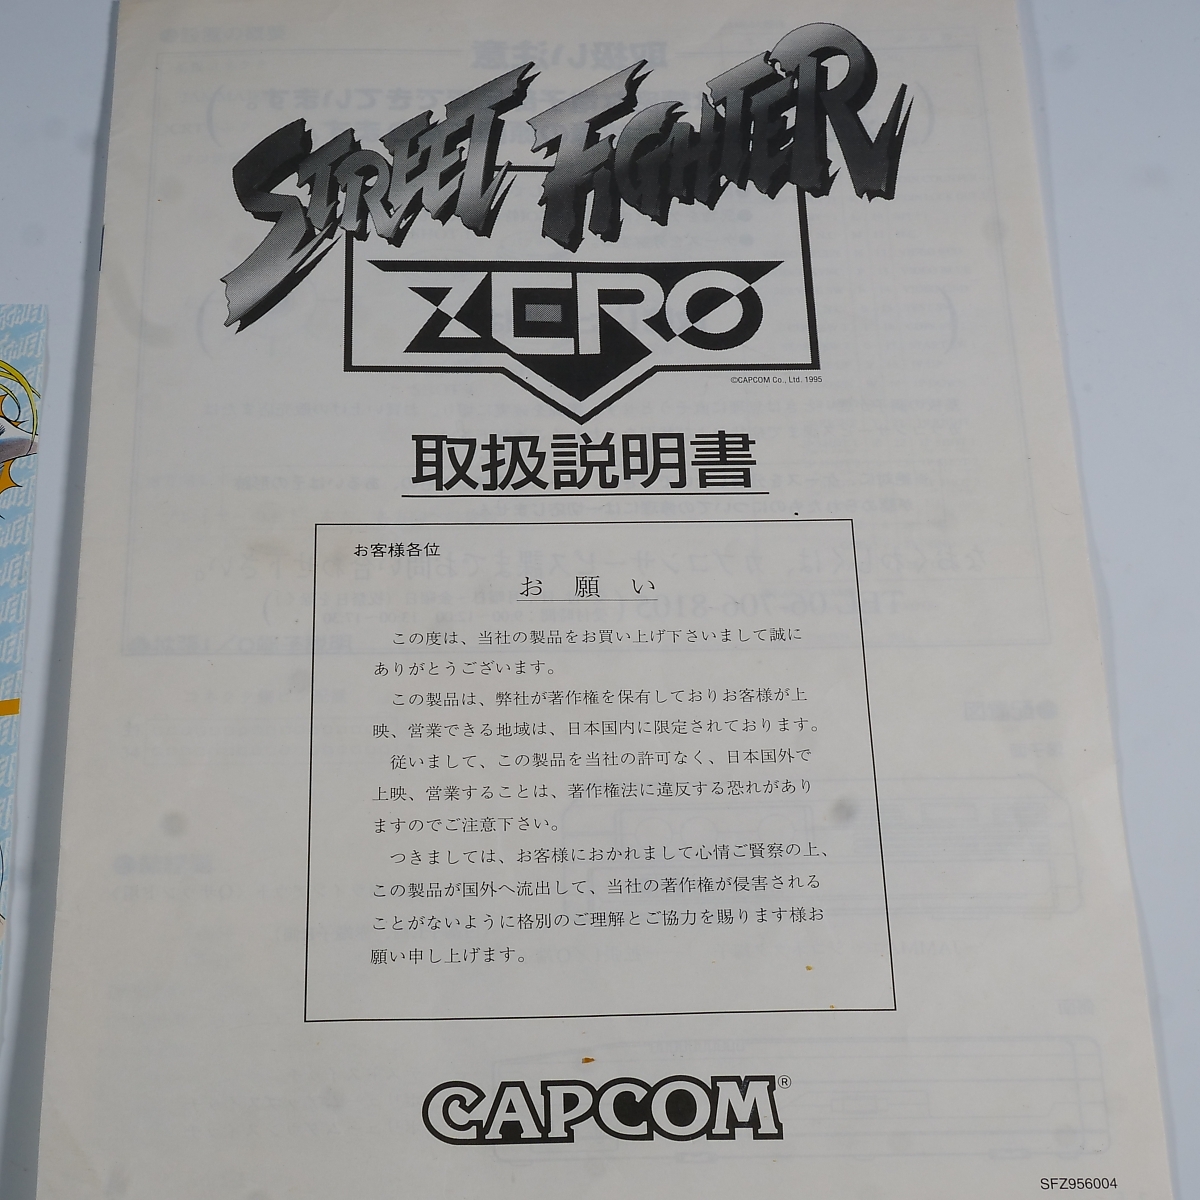 STREET FIGHTER
ZERO
©CAPCOM Co., Ltd. 1995
取扱説明書
お客様各位
お 願 い
この度は、当社の製品をお買い上げ下さいまして誠に
ありがとうございます。
この製品は、弊社が著作権を保有しておりお客様が上
映、営業できる地域は、日本国内に限定されております。
従いまして、この製品を当社の許可なく、日本国外で
上映、営業することは、著作権法に違反する恐れがあり
ますのでご注意下さい。
つきましては、お客様におかれまして心情ご賢察の上、
この製品が国外へ流出して、当社の著作権が侵害される
ことがないように格別のご理解とご協力を賜ります様お
願い申し上げます。
CAPCOM®
SFZ956004